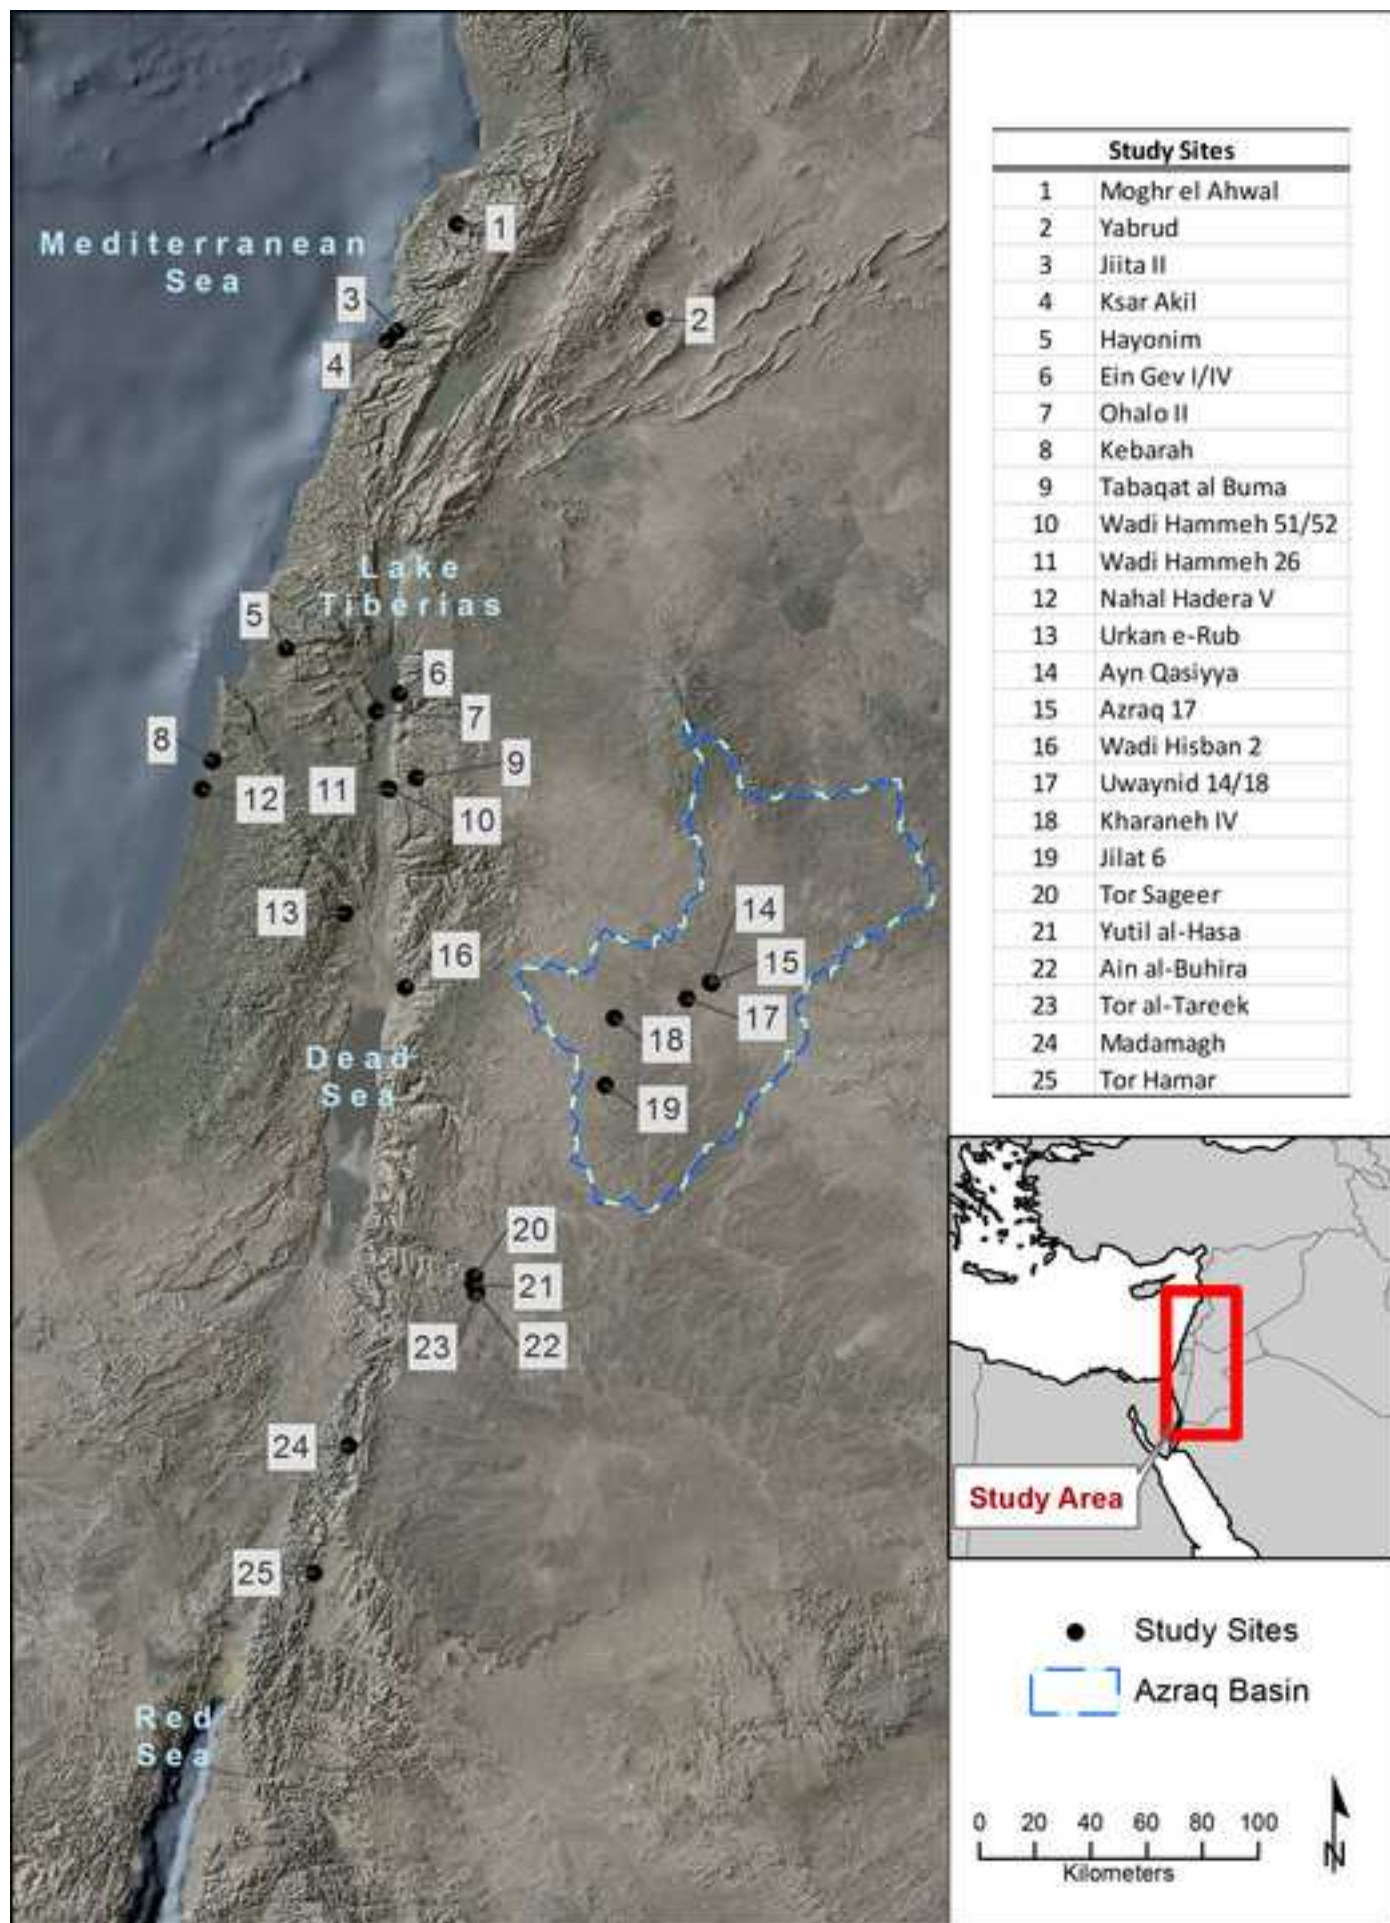 Mediterranean
Sea
1
2
3
4
Lake
Tiberias
5
6
7
8
9
12
11
10
13
14
15
16
17
18
Dead
Sea
19
20
21
23
22
24
25
Red
Sea
Study Sites
1 Moghr el Ahwal
2 Yabrud
3 Jiita II
4 Ksar Akil
5 Hayonim
6 Ein Gev I/IV
7 Ohalo II
8 Kebarah
9 Tabaqat al Buma
10 Wadi Hammeh 51/52
11 Wadi Hammeh 26
12 Nahal Hadera V
13 Urkan e-Rub
14 Ayn Qasiyya
15 Azraq 17
16 Wadi Hisban 2
17 Uwaynid 14/18
18 Kharaneh IV
19 Jilat 6
20 Tor Sageer
21 Yutil al-Hasa
22 Ain al-Buhira
23 Tor al-Tareek
24 Madamagh
25 Tor Hamar
Study Area
Study Sites
Azraq Basin
0 20 40 60 80 100
Kilometers
N